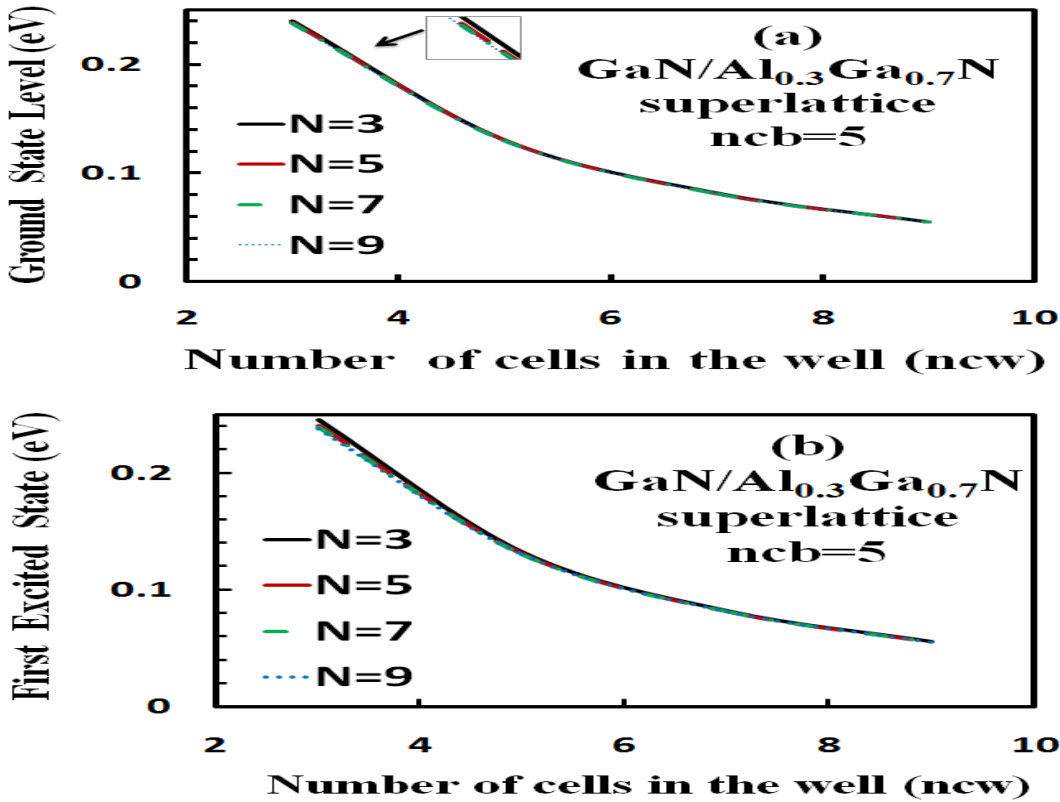 Ground State Level (eV)
0.2
0.1
0
(a)
GaN/Al0.3Ga0.7N
superlattice
ncb=5
N=3
N=5
N=7
N=9
2 4 6 8 10
Number of cells in the well (ncw)
First Excited State (eV)
0.2
0.1
0
(b)
GaN/Al0.3Ga0.7N
superlattice
ncb=5
N=3
N=5
N=7
N=9
2 4 6 8 10
Number of cells in the well (ncw)